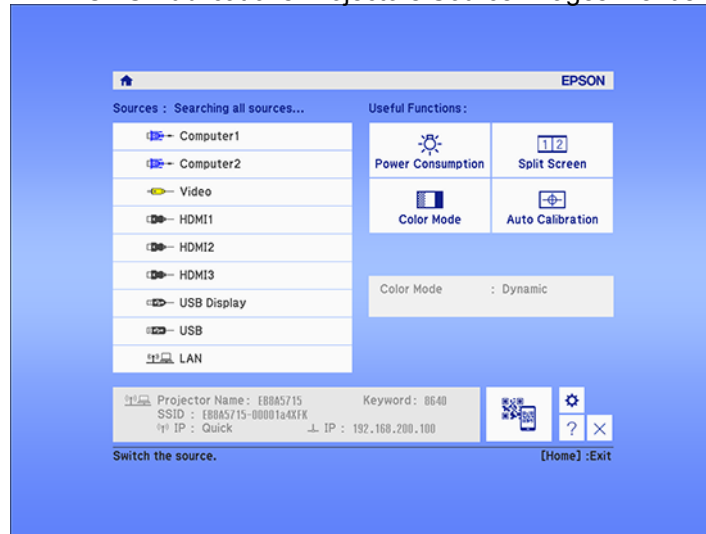 EPSON
Sources : Searching all sources...
Computer1
Computer2
Video
HDMI1
HDMI2
HDMI3
USB Display
USB
LAN
Useful Functions :
Power Consumption
1 2
Split Screen
Color Mode
Auto Calibration
Color Mode : Dynamic
Projector Name : EB8A5715 Keyword : 8640
SSID : EB8A5715-00001a4XFK
IP : Quick IP : 192.168.200.100
?
Switch the source. [Home] :Exit